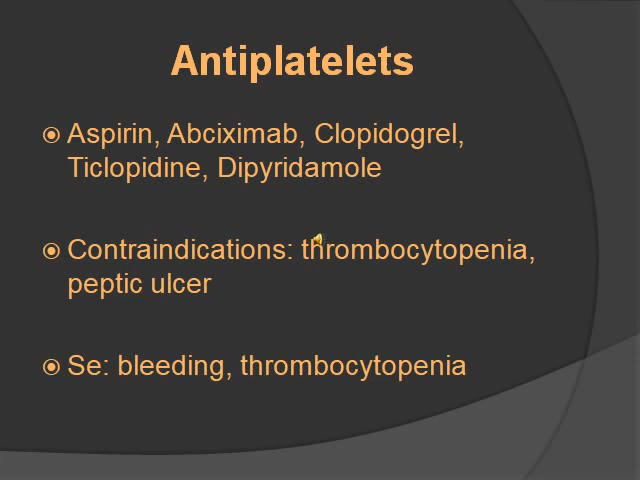 Antiplatelets
Aspirin, Abciximab, Clopidogrel,
Ticlopidine, Dipyridamole
Contraindications: thrombocytopenia,
peptic ulcer
Se: bleeding, thrombocytopenia